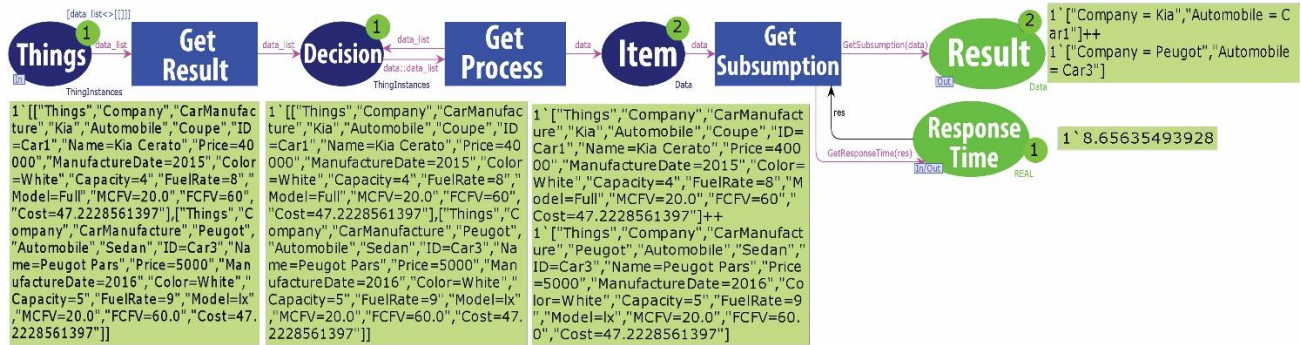 [data_list<>[[]]]
1
Things
In
ThingInstances
data_list
Get
Result
data_list
1
Decision
ThingInstances
data_list
data::data_list
Get
Process
data
2
Item
Data
data
Get
Subsumption
GetSubsumption(data)
2
Result
Out
Data
1`["Company = Kia","Automobile = C
ar1"]++
1`["Company = Peugot","Automobile
= Car3"]
res
GetResponseTime(res)
Response
Time
1
In/Out
REAL
1`8.65635493928
1`[["Things","Company","CarManufac
ture","Kia","Automobile","Coupe","ID
=Car1","Name=Kia Cerato","Price=40
000","ManufactureDate=2015","Color
=White","Capacity=4","FuelRate=8","
Model=Full","MCFV=20.0","FCFV=60",
"Cost=47.2228561397"],["Things","C
ompany","CarManufacture","Peugot",
"Automobile","Sedan","ID=Car3","Na
me=Peugot Pars","Price=5000","Man
ufactureDate=2016","Color=White","
Capacity=5","FuelRate=9","Model=lx"
,"MCFV=20.0","FCFV=60.0","Cost=47.
2228561397"]]
1`[["Things","Company","CarManufac
ture","Kia","Automobile","Coupe","ID
=Car1","Name=Kia Cerato","Price=40
000","ManufactureDate=2015","Color
=White","Capacity=4","FuelRate=8","
Model=Full","MCFV=20.0","FCFV=60",
"Cost=47.2228561397"],["Things","C
ompany","CarManufacture","Peugot",
"Automobile","Sedan","ID=Car3","Na
me=Peugot Pars","Price=5000","Man
ufactureDate=2016","Color=White","
Capacity=5","FuelRate=9","Model=lx"
,"MCFV=20.0","FCFV=60.0","Cost=47.
2228561397"]]
1`["Things","Company","CarManufact
ure","Kia","Automobile","Coupe","ID=
Car1","Name=Kia Cerato","Price=4000
00","ManufactureDate=2015","Color=
White","Capacity=4","FuelRate=8","M
odel=Full","MCFV=20.0","FCFV=60","
Cost=47.2228561397"]++
1`["Things","Company","CarManufact
ure","Peugot","Automobile","Sedan","
ID=Car3","Name=Peugot Pars","Price
=5000","ManufactureDate=2016","Co
lor=White","Capacity=5","FuelRate=9
","Model=lx","MCFV=20.0","FCFV=60.
0","Cost=47.2228561397"]